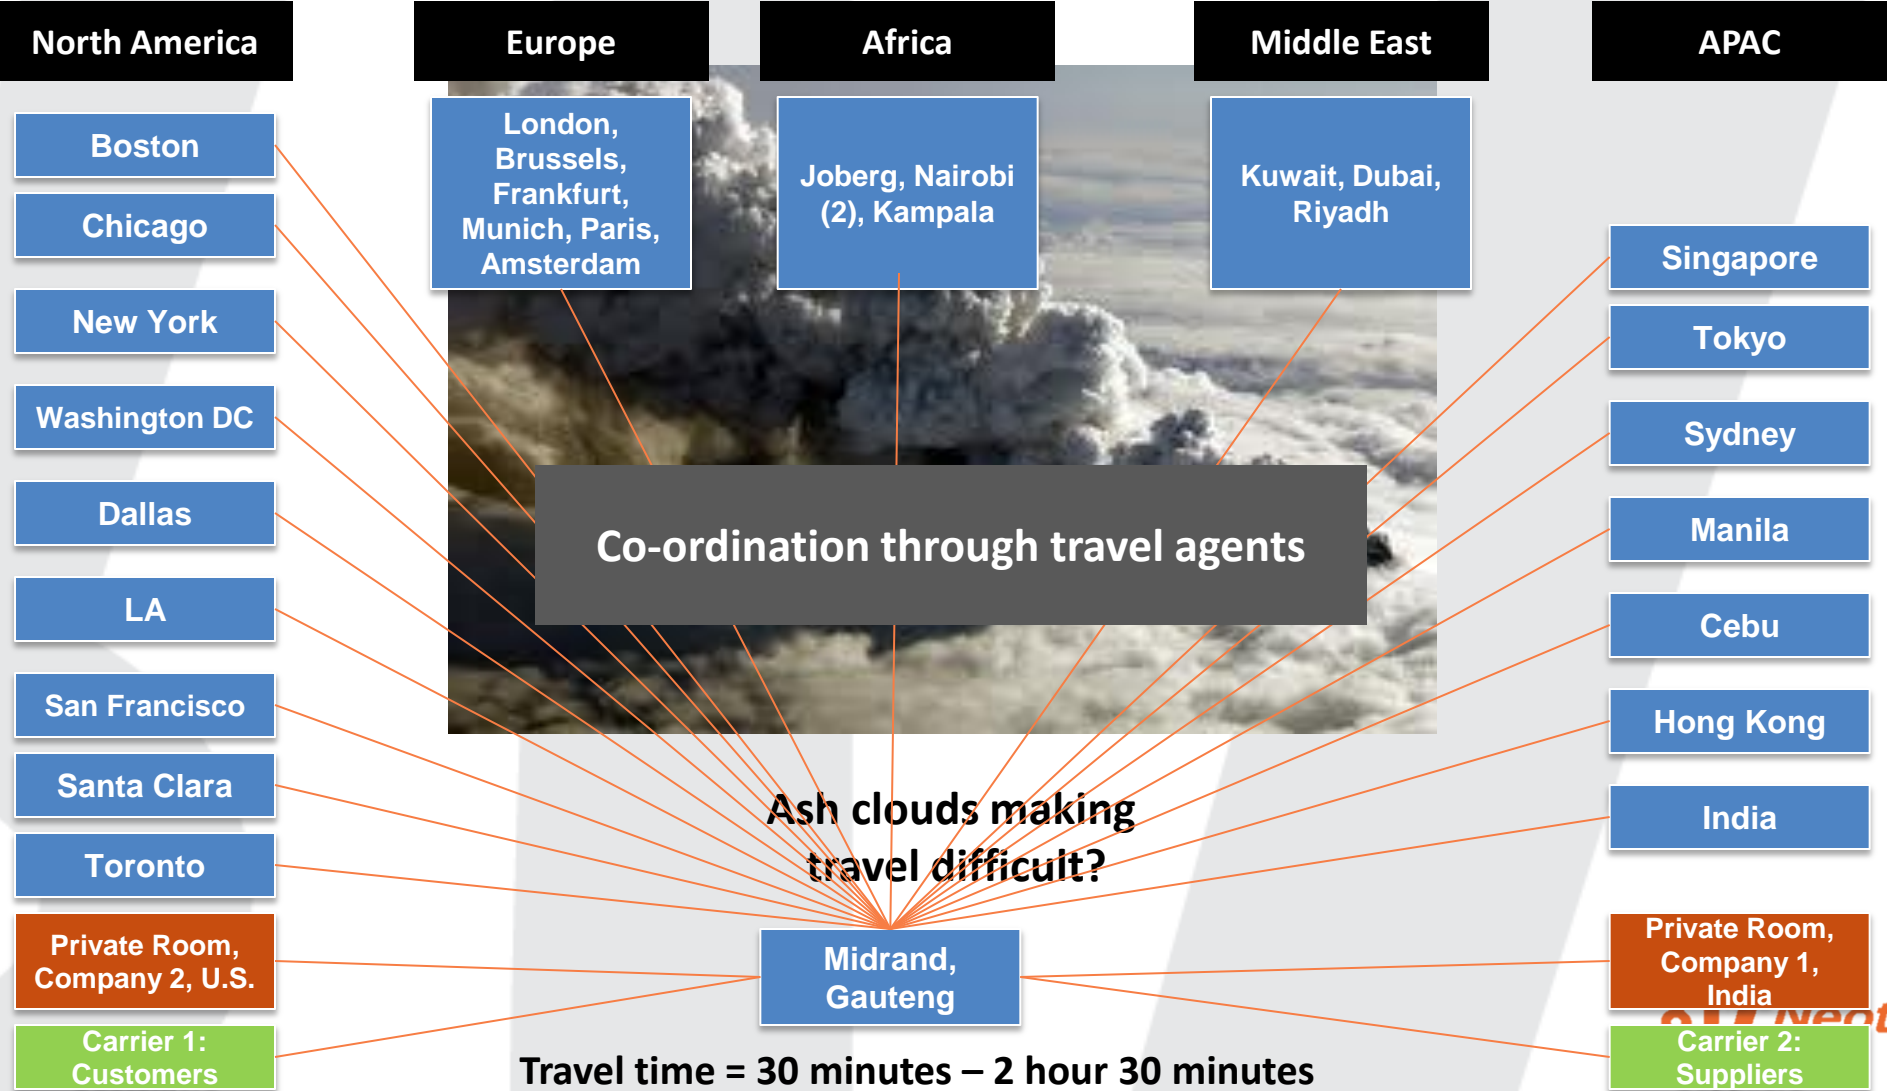 North America
Europe
Africa
Middle East
APAC
Boston
Chicago
New York
Washington DC
Dallas
LA
San Francisco
Santa Clara
Toronto
Private Room,
Company 2, U.S.
Carrier 1:
Customers
London,
Brussels,
Frankfurt,
Munich, Paris,
Amsterdam
Joberg, Nairobi
(2), Kampala
Kuwait, Dubai,
Riyadh
Singapore
Tokyo
Sydney
Manila
Cebu
Hong Kong
India
Private Room,
Company 1,
India
Carrier 2:
Suppliers
Co-ordination through travel agents
Ash clouds making
travel difficult?
Midrand,
Gauteng
Travel time = 30 minutes – 2 hour 30 minutes